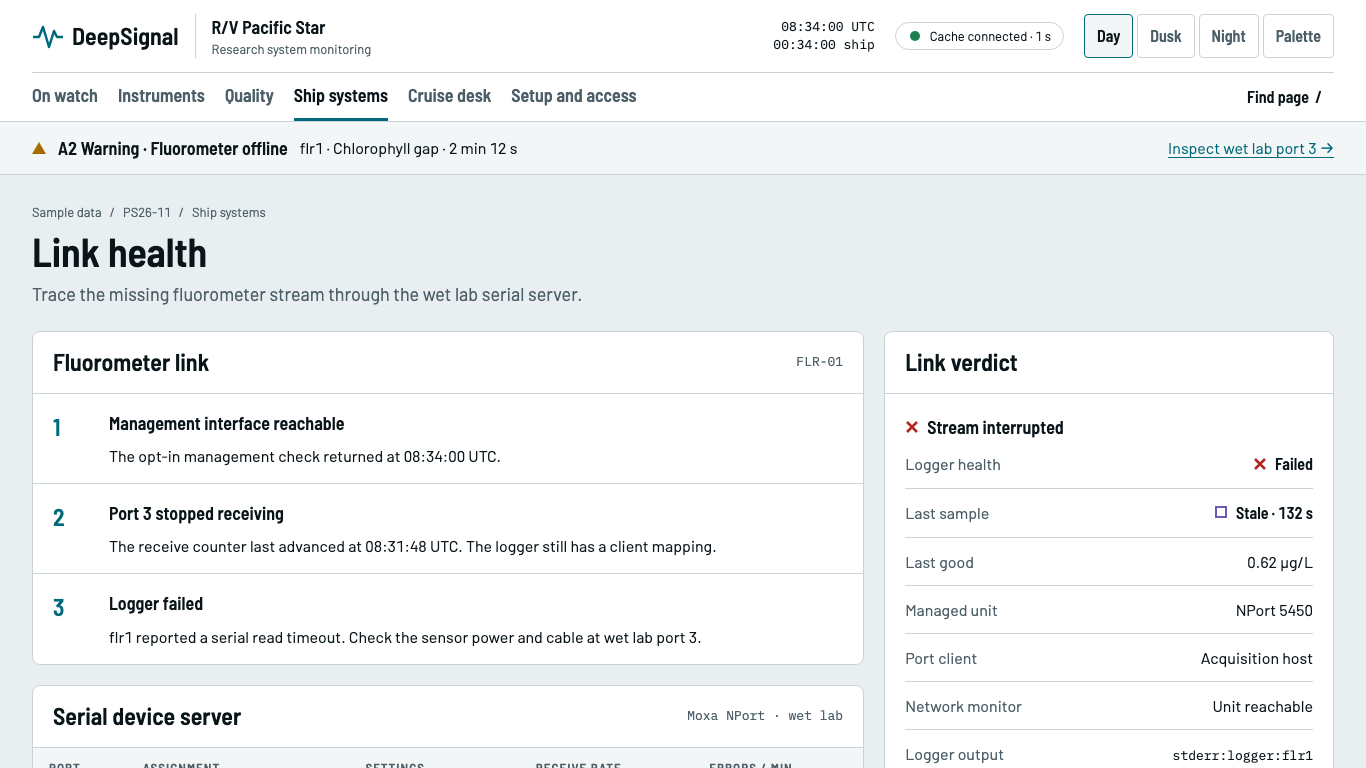 DeepSignal
R/V Pacific Star
Research system monitoring
08:34:00 UTC
00:34:00 ship
Cache connected · 1 s
Day
Dusk
Night
Palette
On watch
Instruments
Quality
Ship systems
Cruise desk
Setup and access
Find page /
A2 Warning · Fluorometer offline
flr1 · Chlorophyll gap · 2 min 12 s
Inspect wet lab port 3 →
Sample data / PS26-11 / Ship systems
Link health
Trace the missing fluorometer stream through the wet lab serial server.
Fluorometer link
FLR-01
1
Management interface reachable
The opt-in management check returned at 08:34:00 UTC.
2
Port 3 stopped receiving
The receive counter last advanced at 08:31:48 UTC. The logger still has a client mapping.
3
Logger failed
flr1 reported a serial read timeout. Check the sensor power and cable at wet lab port 3.
Serial device server
Moxa NPort · wet lab
PORT
ASSIGNMENT
SETTINGS
RECEIVE RATE
ERRORS / MIN
Link verdict
Stream interrupted
Logger health
Failed
Last sample
Stale · 132 s
Last good
0.62 µg/L
Managed unit
NPort 5450
Port client
Acquisition host
Network monitor
Unit reachable
Logger output
stderr:logger:flr1